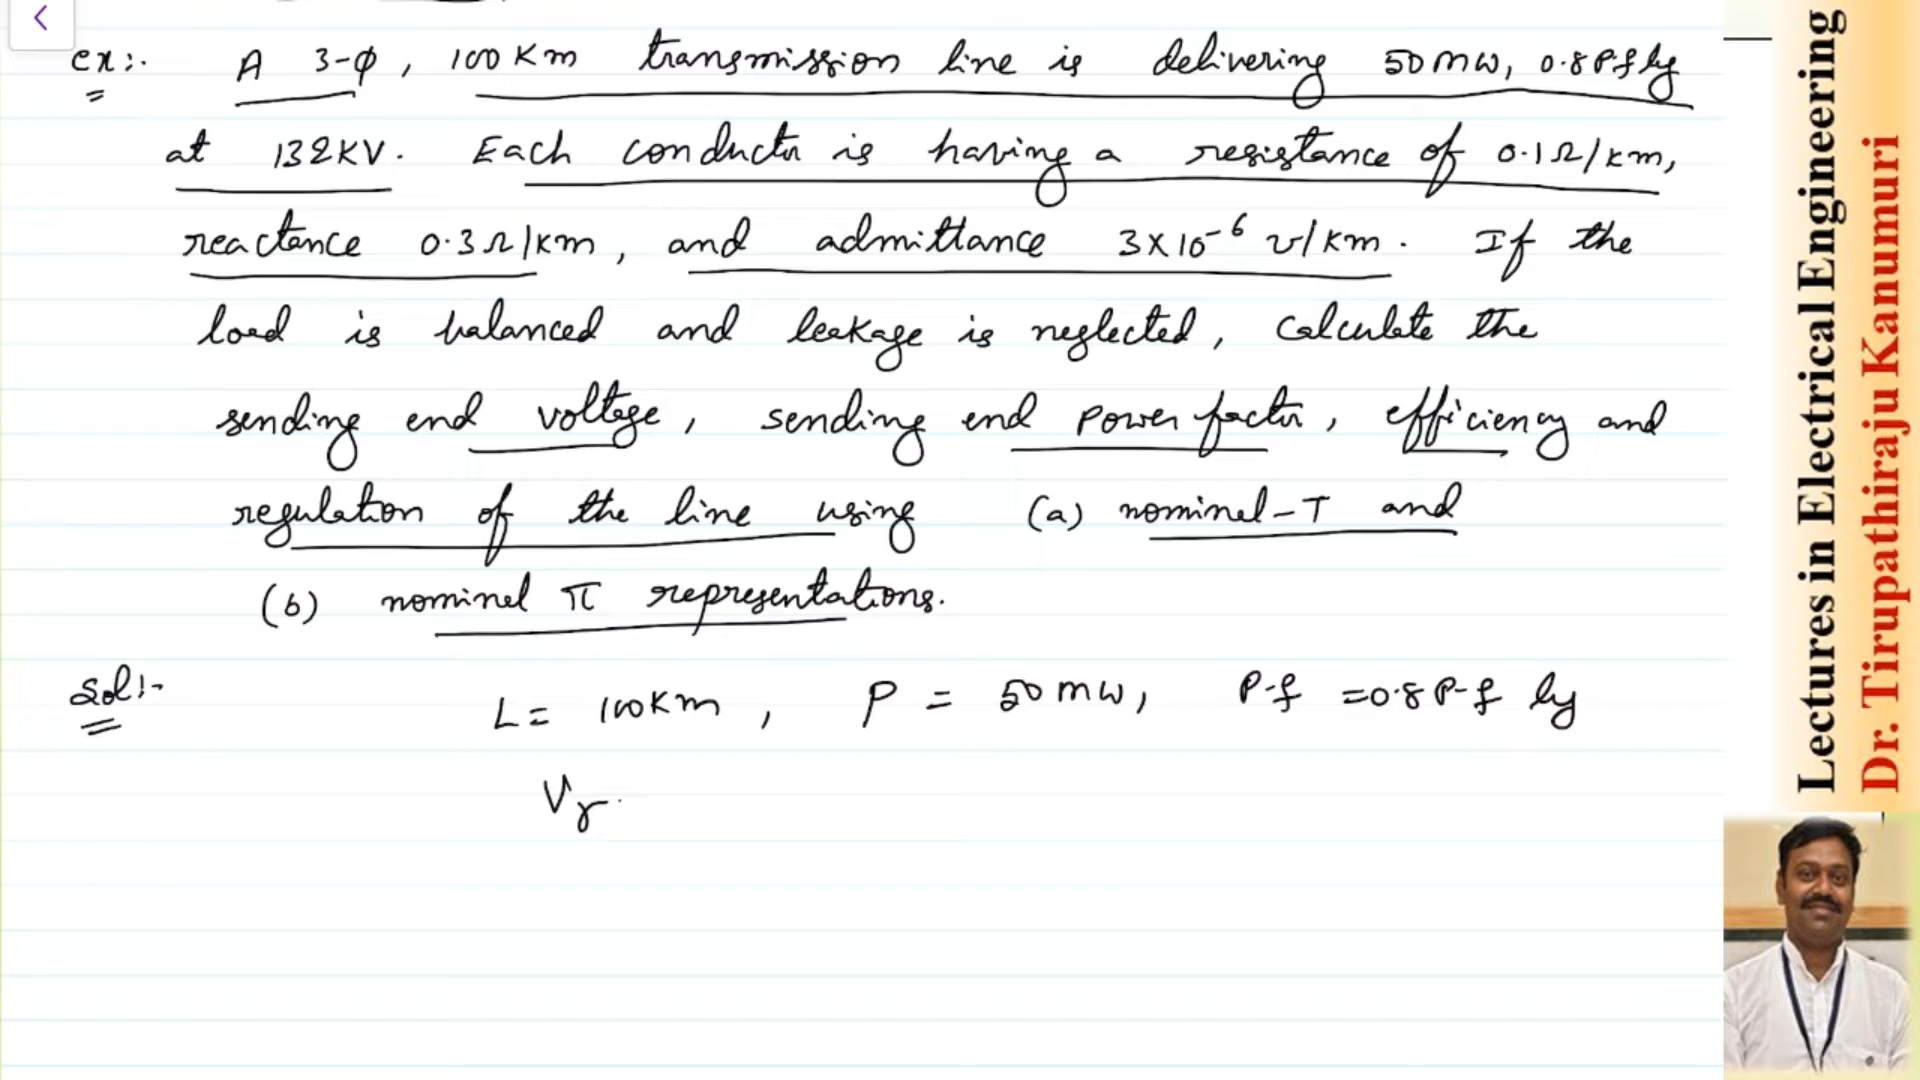 ex:- A 3-φ, 100 Km transmission line is delivering 50 MW, 0.8 P.f lg
at 132KV. Each conductor is having a resistance of 0.1 Ω/km,
reactance 0.3 Ω/km, and admittance 3×10⁻⁶ ʊ/km. If the
load is balanced and leakage is neglected, calculate the
sending end voltage, sending end power factor, efficiency and
regulation of the line using (a) nominal-T and
(b) nominal π representations.
Sol:- L = 100Km, P = 50 MW, P-f = 0.8 P-f lg
Vr
Lectures in Electrical Engineering
Dr. Tirupathiraju Kanumuri